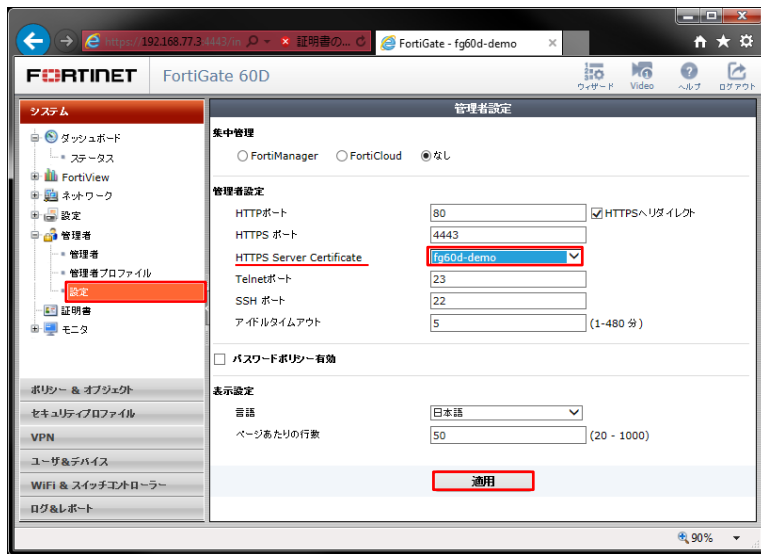 https://192.168.77.3:4443/in
証明書の...
FortiGate - fg60d-demo
FORTINET
FortiGate 60D
ウィザード
Video
ヘルプ
ログアウト
システム
ダッシュボード
ステータス
FortiView
ネットワーク
設定
管理者
管理者
管理者プロファイル
設定
証明書
モニタ
ポリシー & オブジェクト
セキュリティプロファイル
VPN
ユーザ&デバイス
WiFi & スイッチコントローラー
ログ&レポート
管理者設定
集中管理
FortiManager FortiCloud なし
管理者設定
HTTPポート 80 HTTPSへリダイレクト
HTTPS ポート 4443
HTTPS Server Certificate fg60d-demo
Telnetポート 23
SSH ポート 22
アイドルタイムアウト 5 (1-480 分)
パスワードポリシー有効
表示設定
言語 日本語
ページあたりの行数 50 (20 - 1000)
適用
90%